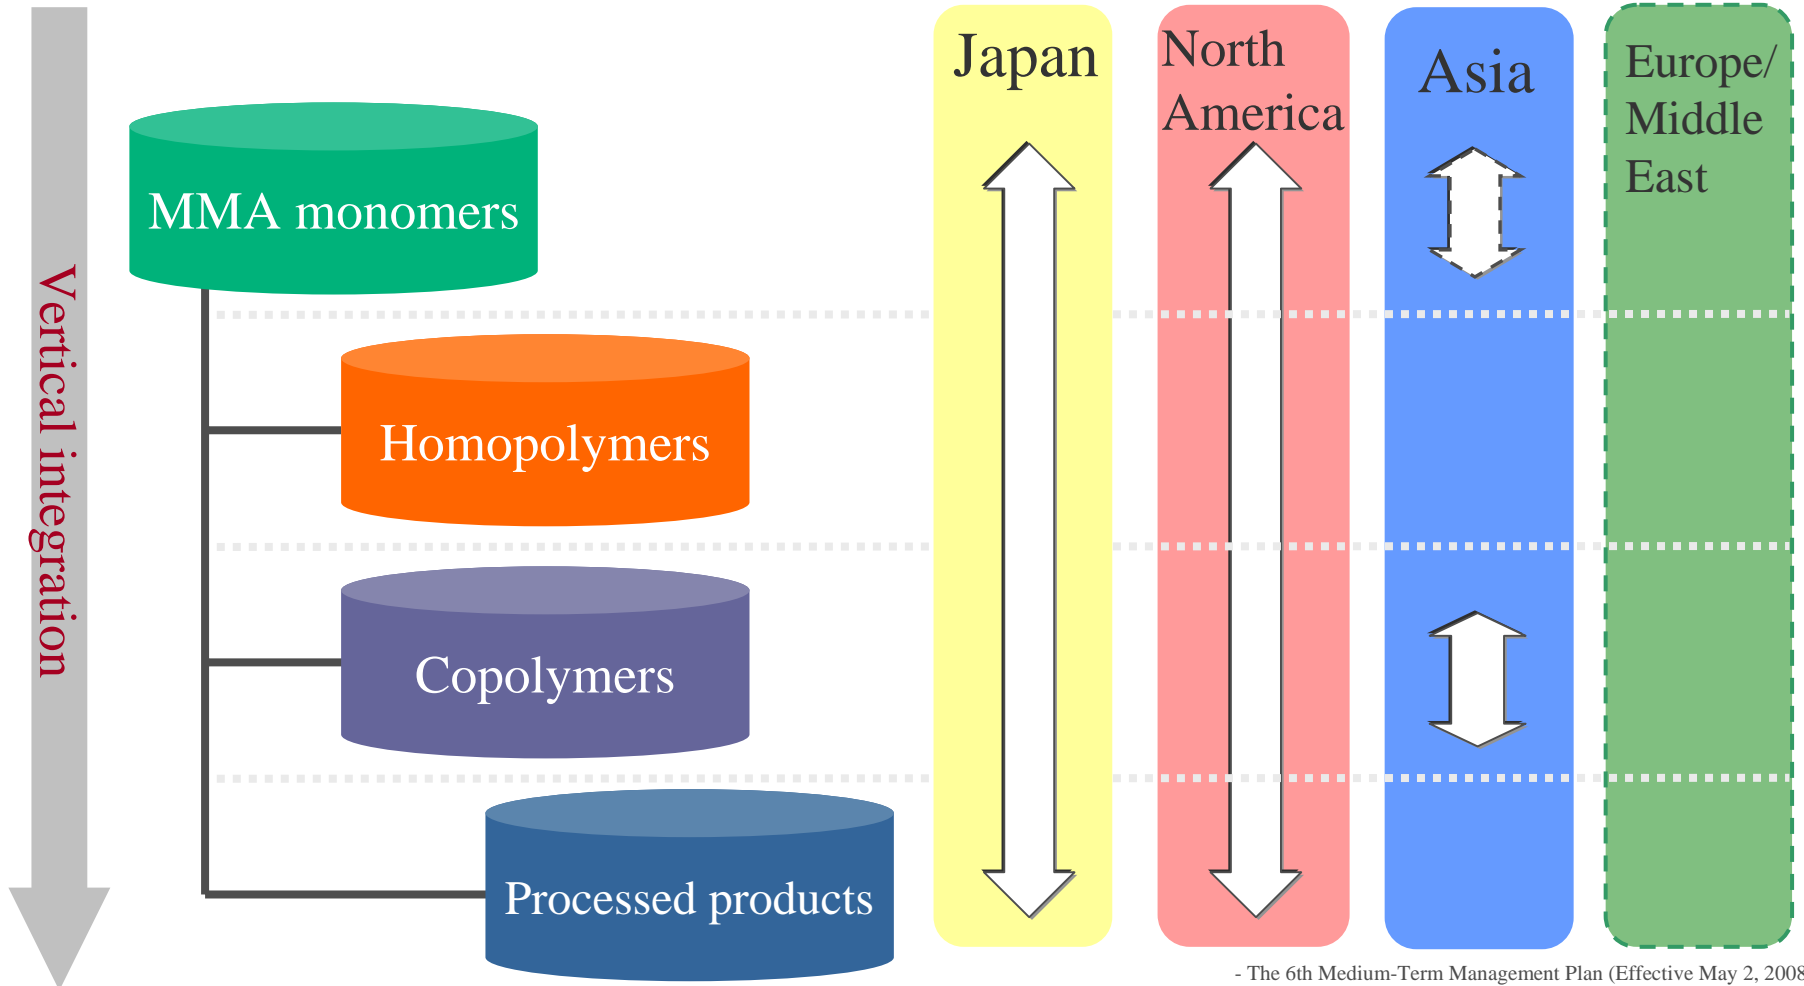 Vertical integration
MMA monomers
Homopolymers
Copolymers
Processed products
Japan
North
America
Asia
Europe/
Middle
East
- The 6th Medium-Term Management Plan (Effective May 2, 2008